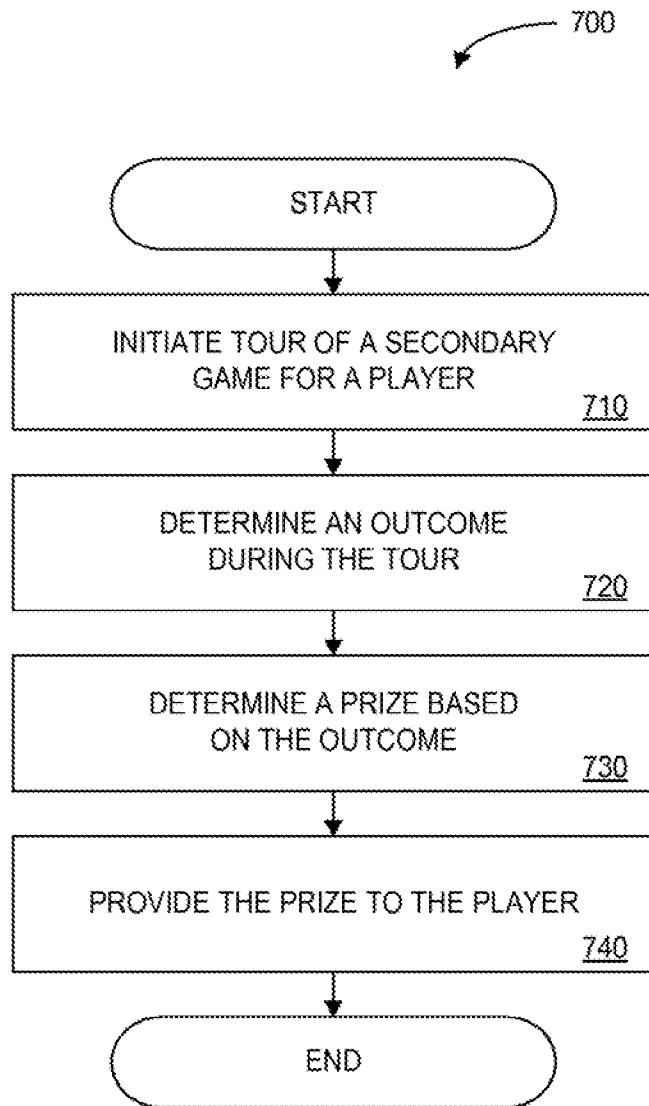 700
START
INITIATE TOUR OF A SECONDARY
GAME FOR A PLAYER
710
DETERMINE AN OUTCOME
DURING THE TOUR
720
DETERMINE A PRIZE BASED
ON THE OUTCOME
730
PROVIDE THE PRIZE TO THE PLAYER
740
END